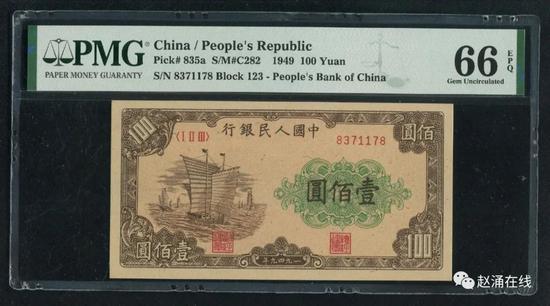 PMG
PAPER MONEY GUARANTY
China / People's Republic
Pick# 835a S/M#C282 1949 100 Yuan
S/N 8371178 Block 123 - People's Bank of China
66 EPQ
Gem Uncirculated
100
行銀民人國中
圓佰
〈I II III〉
8371178
圓佰壹
圓佰
年九四九一
100
赵涌在线